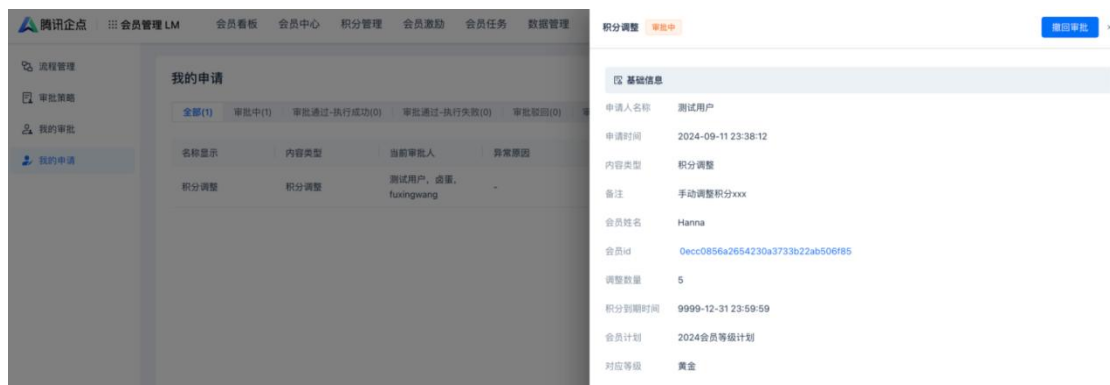 腾讯企点 会员管理 LM 会员看板 会员中心 积分管理 会员激励 会员任务 数据管理
流程管理
审批策略
我的审批
我的申请
我的申请
全部(1) 审批中(1) 审批通过-执行成功(0) 审批通过-执行失败(0) 审批驳回(0)
名称显示 内容类型 当前审批人 异常原因
积分调整 积分调整 测试用户，卤蛋， -
fuxingwang
积分调整 审批中 撤回审批
基础信息
申请人名称 测试用户
申请时间 2024-09-11 23:38:12
内容类型 积分调整
备注 手动调整积分xxx
会员姓名 Hanna
会员id 0ecc0856a2654230a3733b22ab506f85
调整数量 5
积分到期时间 9999-12-31 23:59:59
会员计划 2024会员等级计划
对应等级 黄金